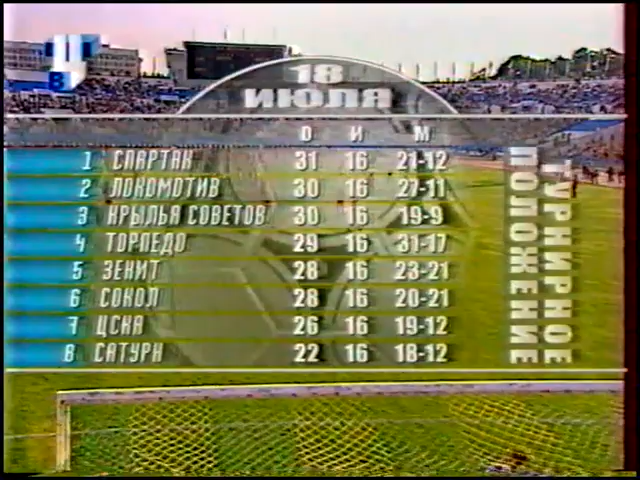 18
ИЮЛЯ
О И М
1 СПАРТАК 31 16 21-12
2 ЛОКОМОТИВ 30 16 27-11
3 КРЫЛЬЯ СОВЕТОВ 30 16 19-9
4 ТОРПЕДО 29 16 31-17
5 ЗЕНИТ 28 16 23-21
6 СОКОЛ 28 16 20-21
7 ЦСКА 26 16 19-12
8 САТУРН 22 16 18-12
ТУРНИРНОЕ
ПОЛОЖЕНИЕ